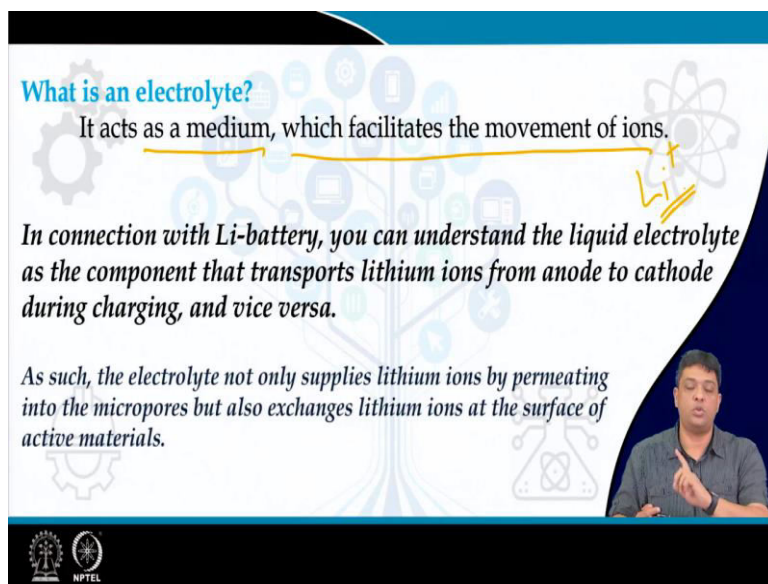 What is an electrolyte?
It acts as a medium, which facilitates the movement of ions.
Li+
In connection with Li-battery, you can understand the liquid electrolyte
as the component that transports lithium ions from anode to cathode
during charging, and vice versa.
As such, the electrolyte not only supplies lithium ions by permeating
into the micropores but also exchanges lithium ions at the surface of
active materials.
NPTEL